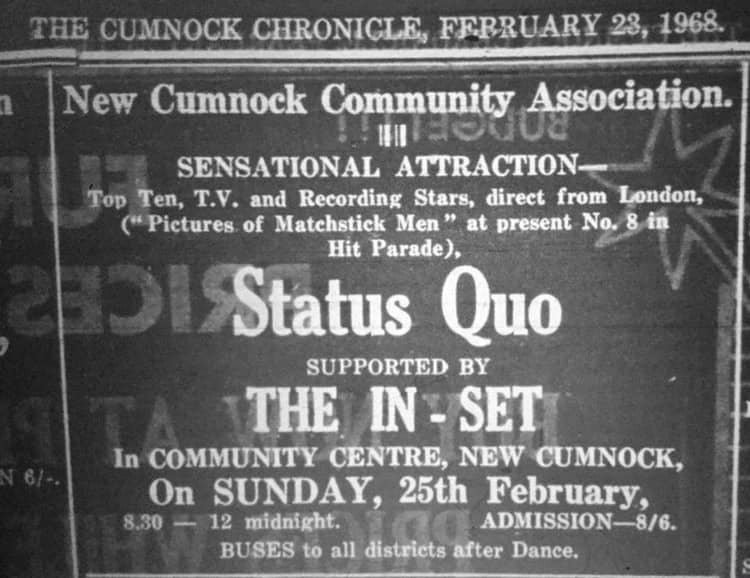 THE CUMNOCK CHRONICLE, FEBRUARY 23, 1968.
New Cumnock Community Association.
SENSATIONAL ATTRACTION—
Top Ten, T.V. and Recording Stars, direct from London,
("Pictures of Matchstick Men" at present No. 8 in
Hit Parade),
Status Quo
SUPPORTED BY
THE IN - SET
In COMMUNITY CENTRE, NEW CUMNOCK,
On SUNDAY, 25th February,
8.30 — 12 midnight. ADMISSION—8/6.
BUSES to all districts after Dance.
N 6/-.